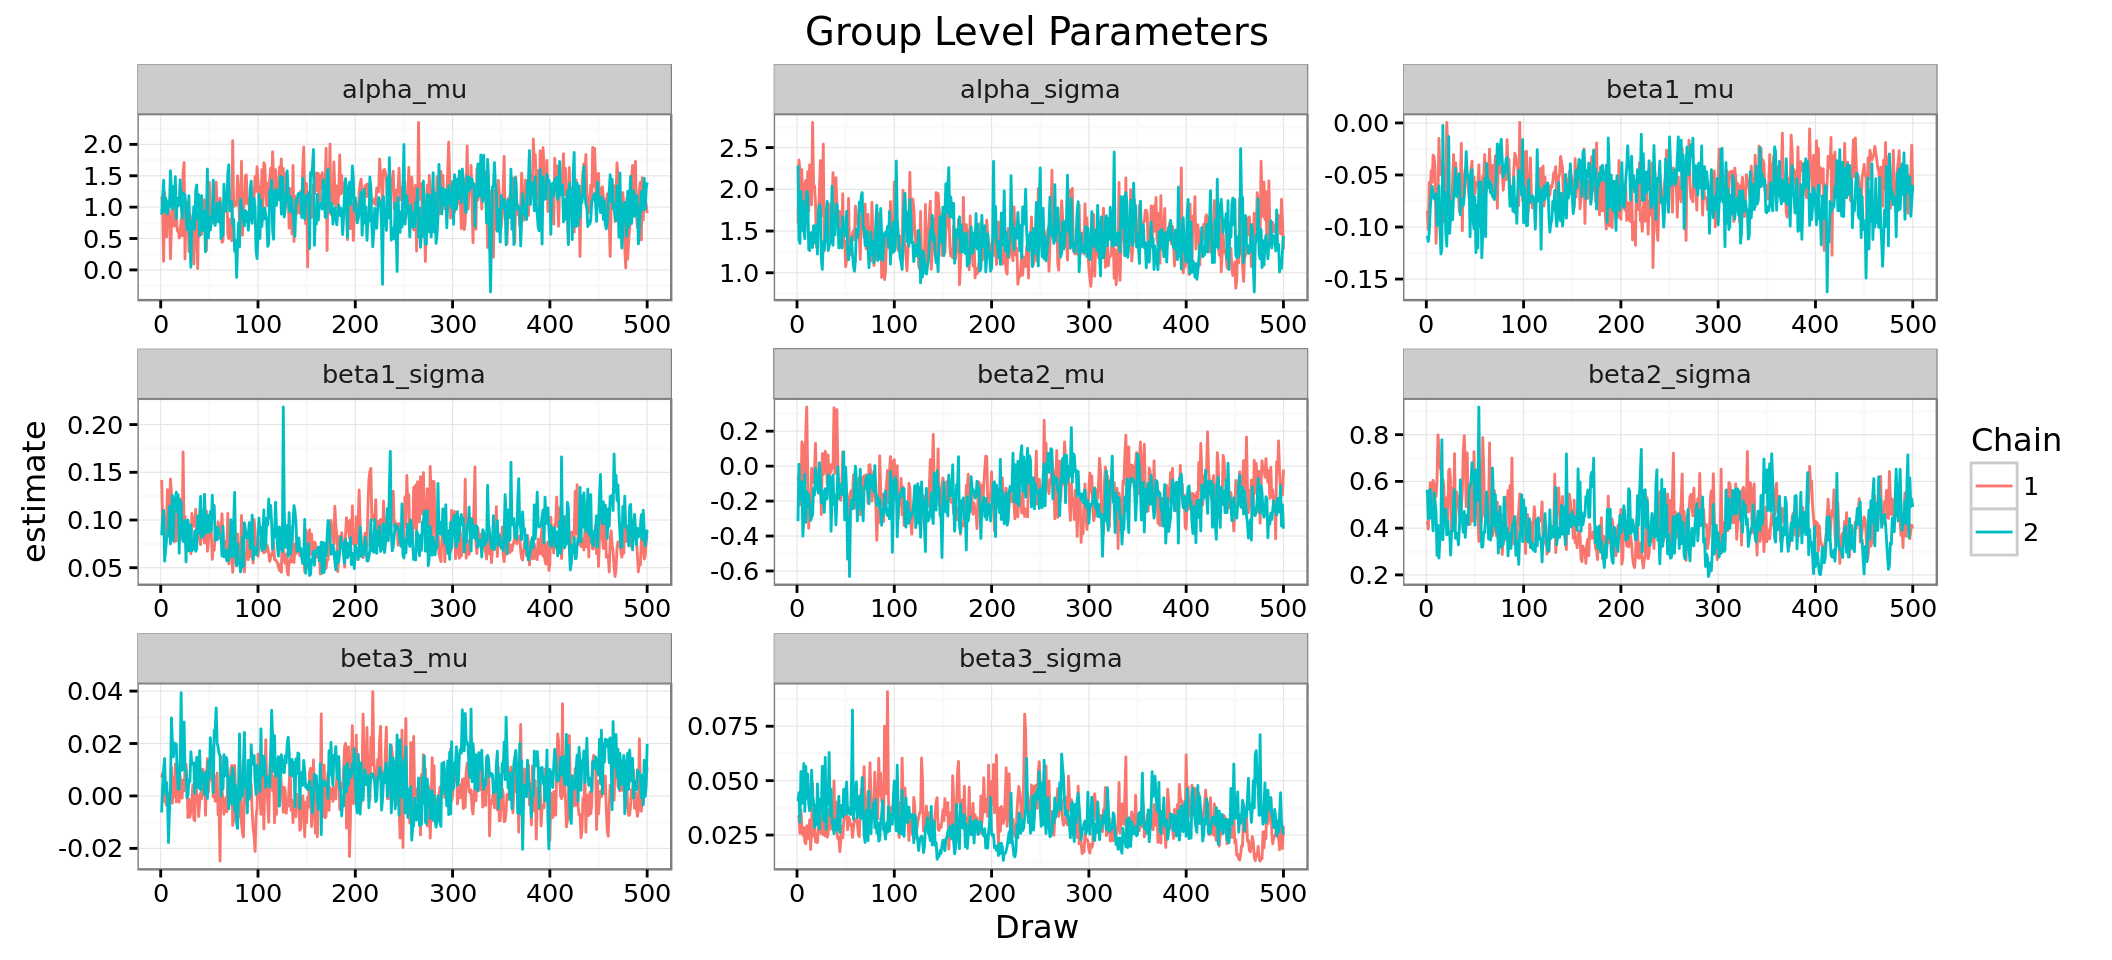 Group Level Parameters
alpha_mu
alpha_sigma
beta1_mu
2.0
1.5
1.0
0.5
0.0
2.5
2.0
1.5
1.0
0.00
-0.05
-0.10
-0.15
0 100 200 300 400 500
0 100 200 300 400 500
0 100 200 300 400 500
beta1_sigma
beta2_mu
beta2_sigma
estimate
0.20
0.15
0.10
0.05
0.2
0.0
-0.2
-0.4
-0.6
0.8
0.6
0.4
0.2
0 100 200 300 400 500
0 100 200 300 400 500
0 100 200 300 400 500
Chain
1
2
beta3_mu
beta3_sigma
0.04
0.02
0.00
-0.02
0.075
0.050
0.025
0 100 200 300 400 500
0 100 200 300 400 500
Draw